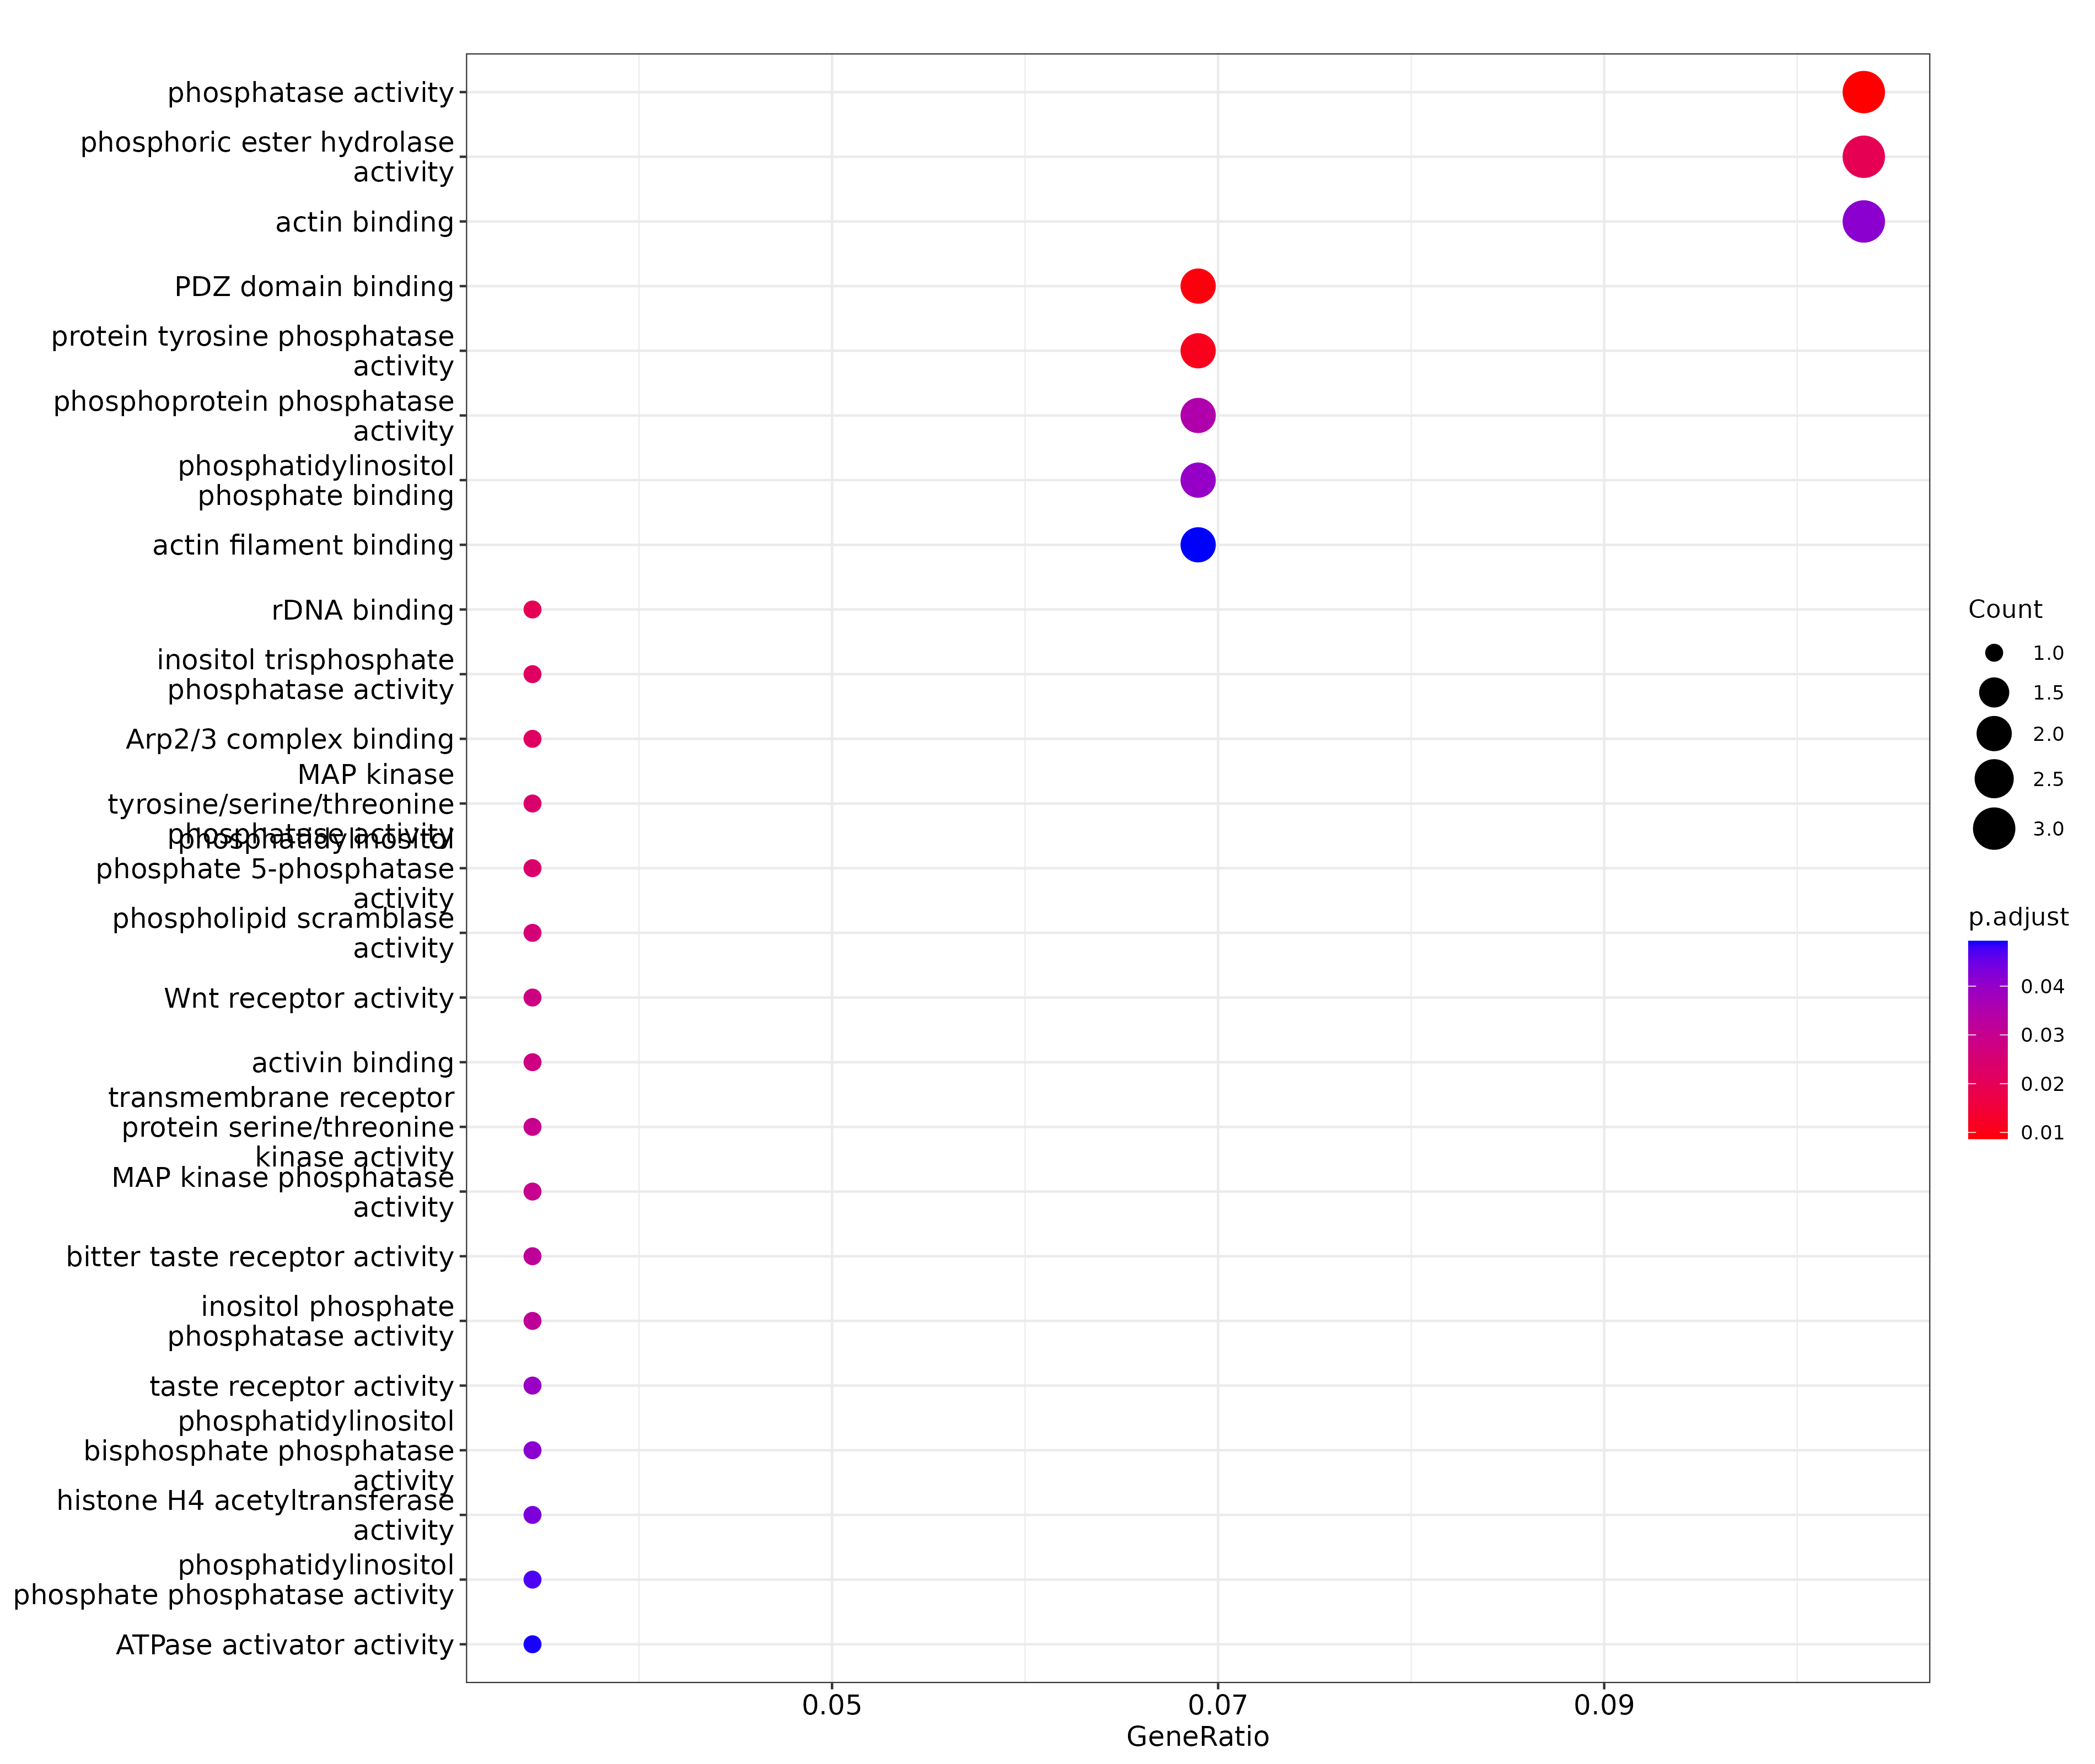 phosphatase activity
phosphoric ester hydrolase
activity
actin binding
PDZ domain binding
protein tyrosine phosphatase
activity
phosphoprotein phosphatase
activity
phosphatidylinositol
phosphate binding
actin filament binding
rDNA binding
inositol trisphosphate
phosphatase activity
Arp2/3 complex binding
MAP kinase
tyrosine/serine/threonine
phosphatase activity
phosphatidylinositol
phosphate 5-phosphatase
activity
phospholipid scramblase
activity
Wnt receptor activity
activin binding
transmembrane receptor
protein serine/threonine
kinase activity
MAP kinase phosphatase
activity
bitter taste receptor activity
inositol phosphate
phosphatase activity
taste receptor activity
phosphatidylinositol
bisphosphate phosphatase
activity
histone H4 acetyltransferase
activity
phosphatidylinositol
phosphate phosphatase activity
ATPase activator activity
0.05
0.07
0.09
GeneRatio
Count
1.0
1.5
2.0
2.5
3.0
p.adjust
0.04
0.03
0.02
0.01